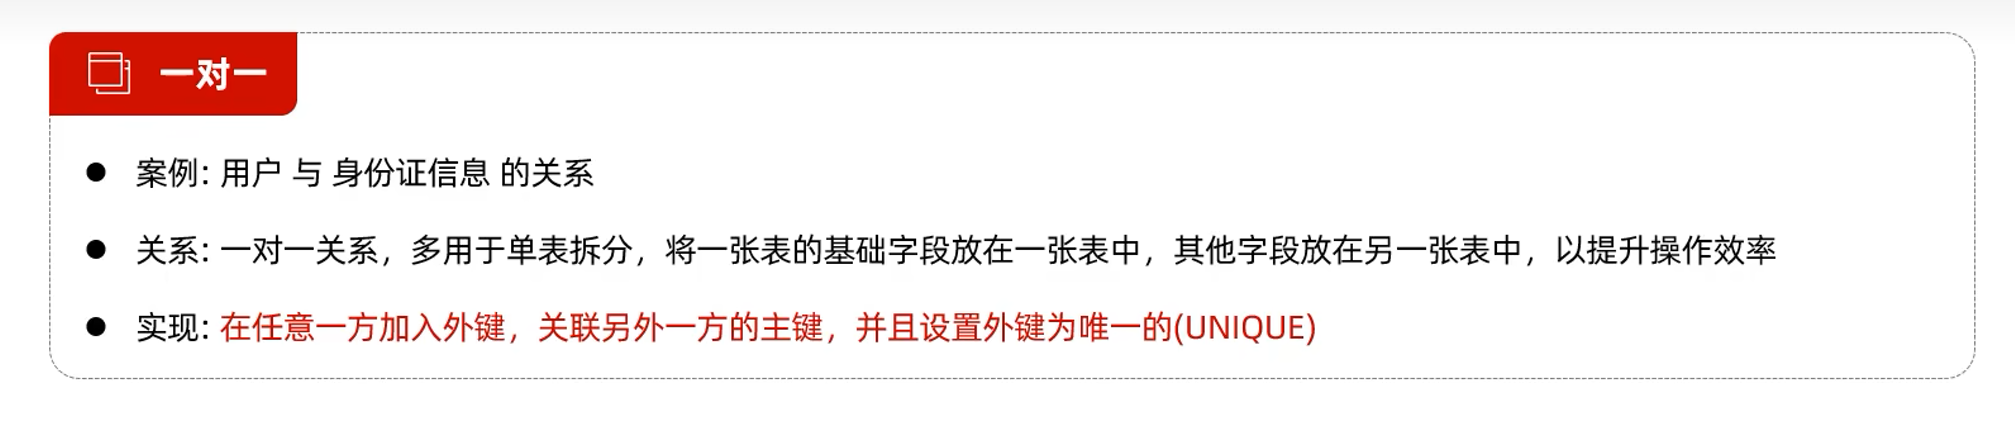 一对一
● 案例: 用户 与 身份证信息 的关系
● 关系: 一对一关系，多用于单表拆分，将一张表的基础字段放在一张表中，其他字段放在另一张表中，以提升操作效率
● 实现: 在任意一方加入外键，关联另外一方的主键，并且设置外键为唯一的(UNIQUE)